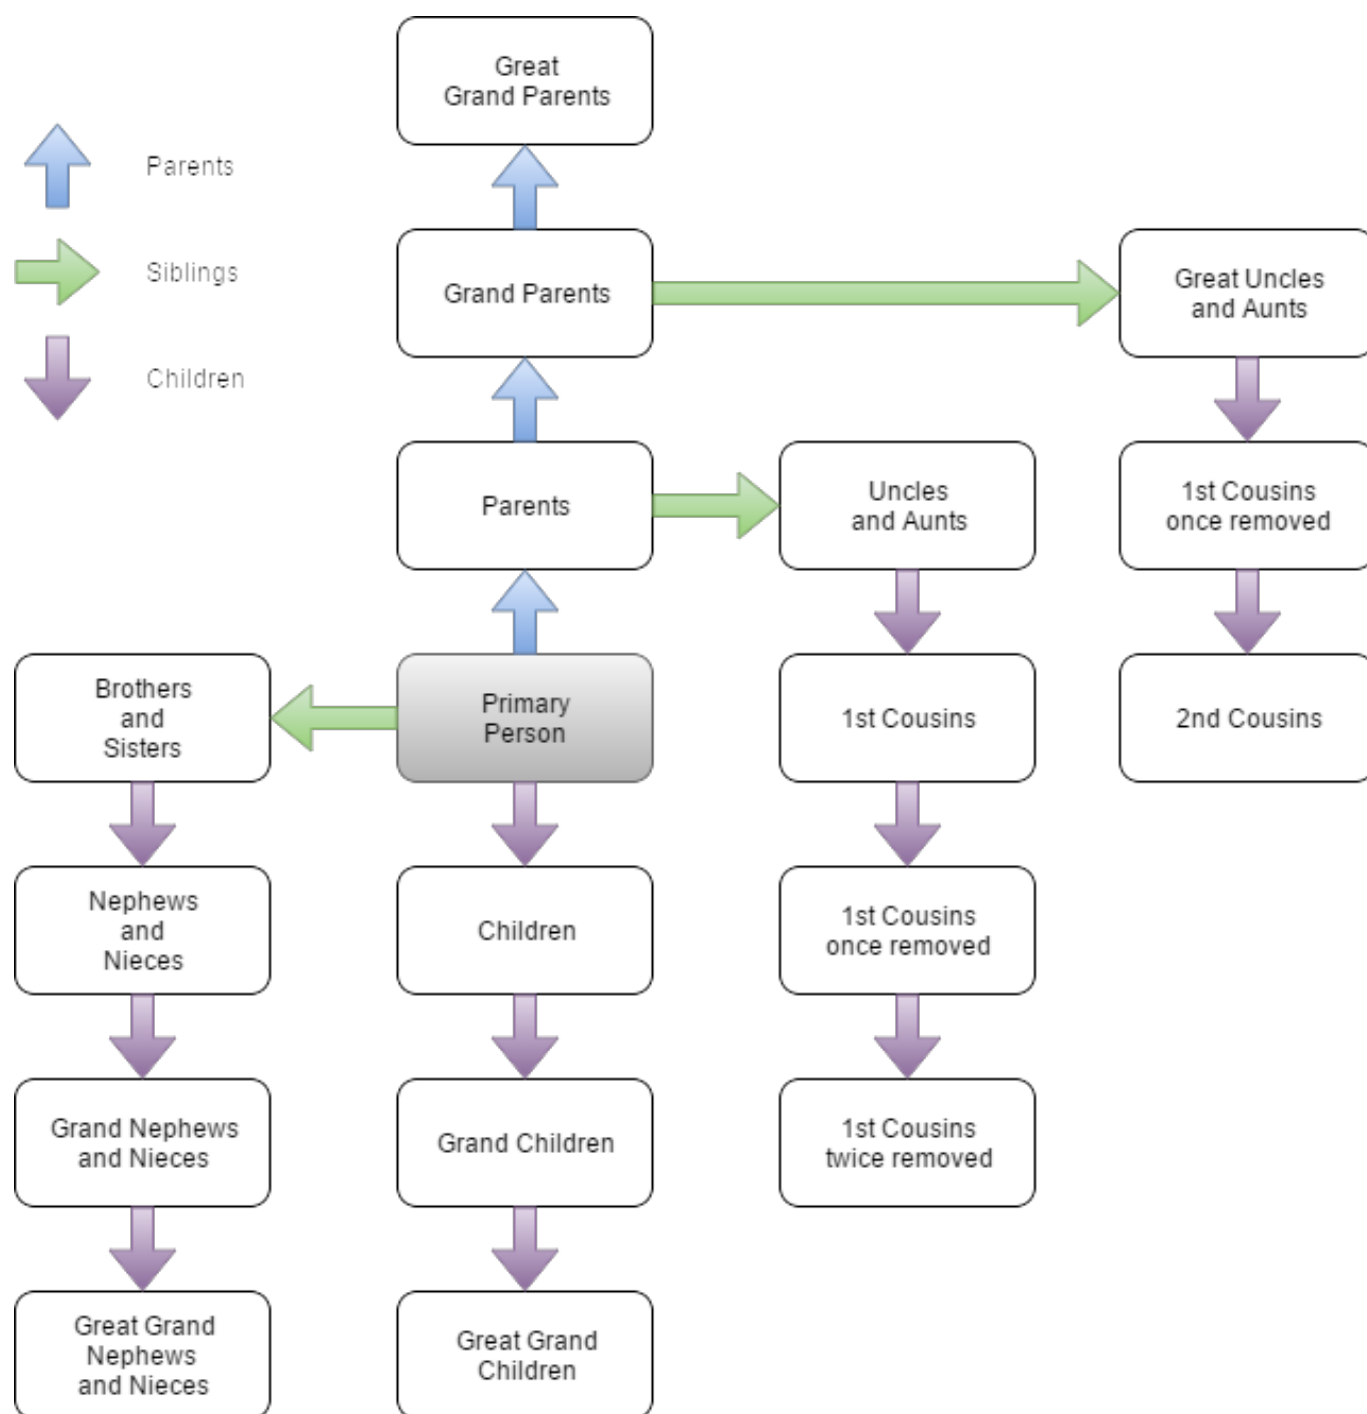 Great
Grand Parents
Parents
Siblings
Children
Grand Parents
Great Uncles
and Aunts
Parents
Uncles
and Aunts
1st Cousins
once removed
Brothers
and
Sisters
Primary
Person
1st Cousins
2nd Cousins
Nephews
and
Nieces
Children
1st Cousins
once removed
Grand Nephews
and Nieces
Grand Children
1st Cousins
twice removed
Great Grand
Nephews
and Nieces
Great Grand
Children